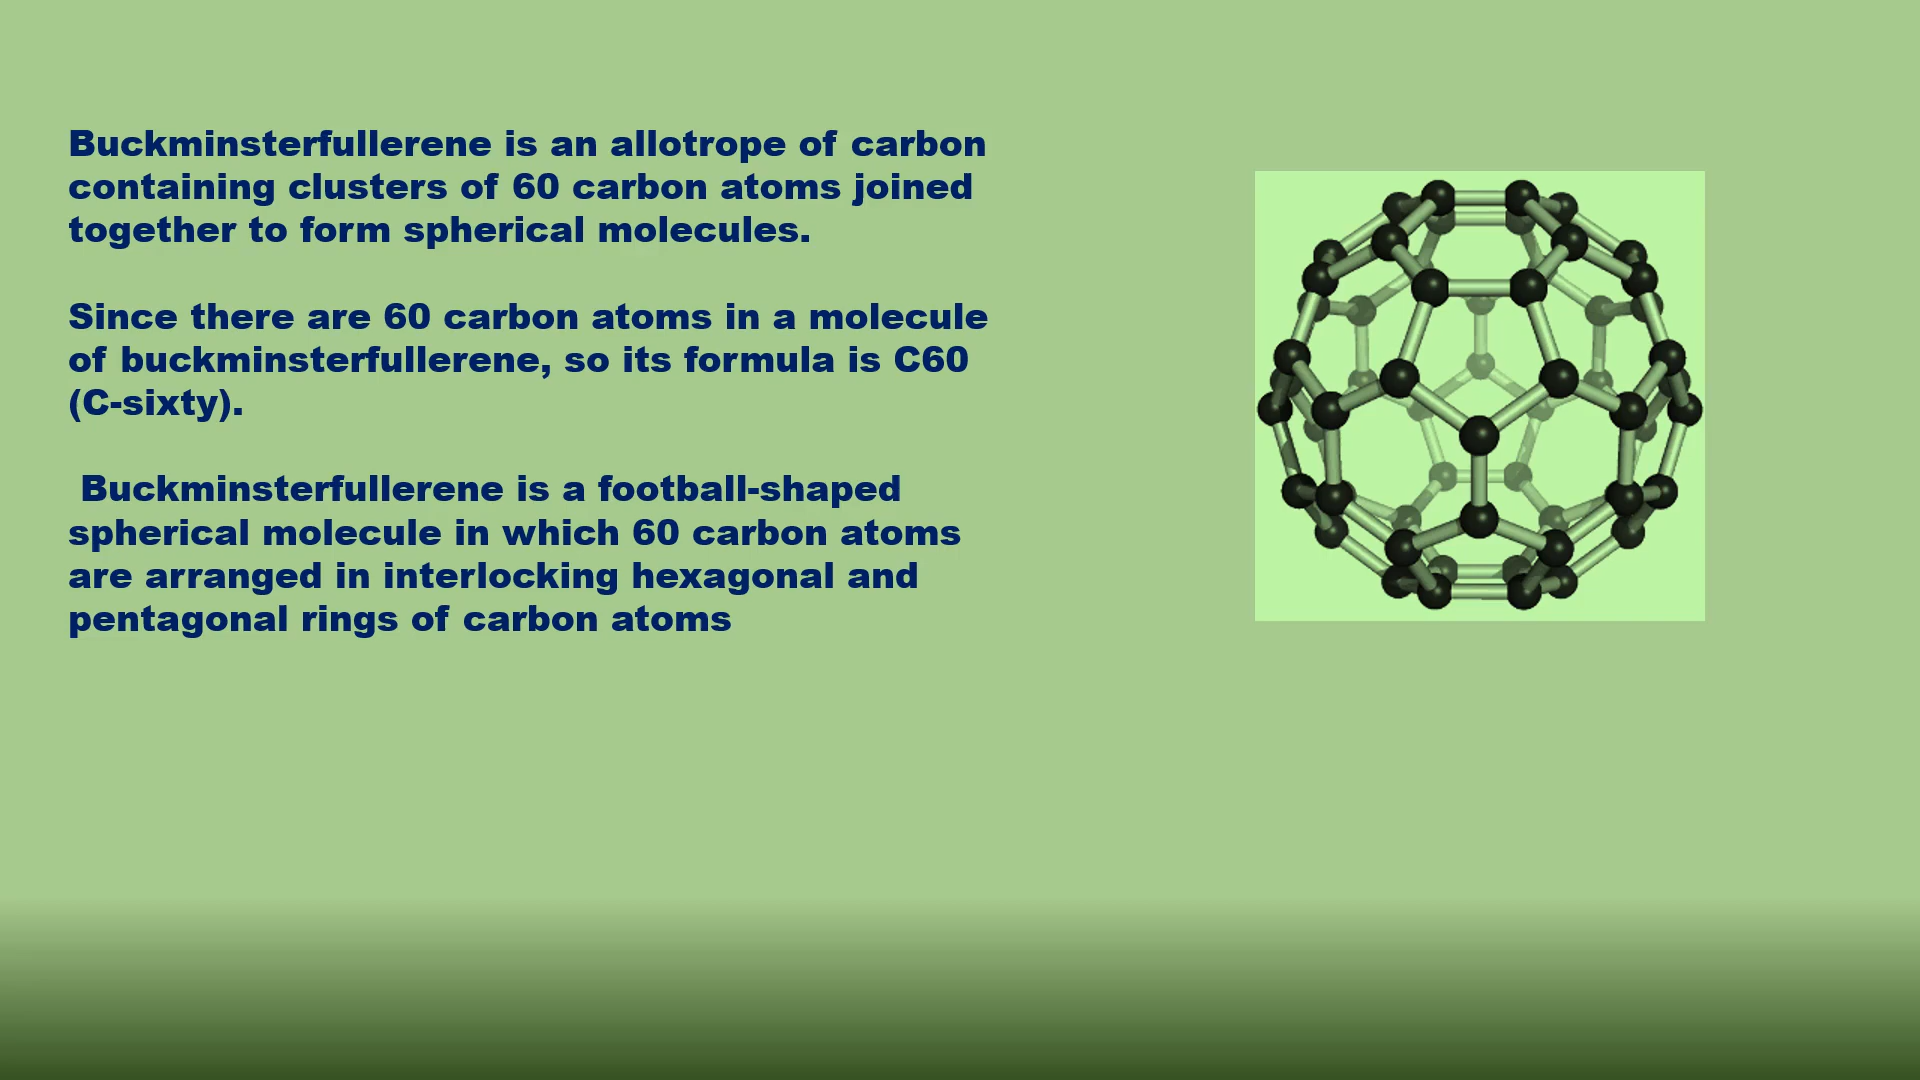 Buckminsterfullerene is an allotrope of carbon
containing clusters of 60 carbon atoms joined
together to form spherical molecules.
Since there are 60 carbon atoms in a molecule
of buckminsterfullerene, so its formula is C60
(C-sixty).
Buckminsterfullerene is a football-shaped
spherical molecule in which 60 carbon atoms
are arranged in interlocking hexagonal and
pentagonal rings of carbon atoms